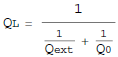 QL = 1 / (1/Qext + 1/Q0)